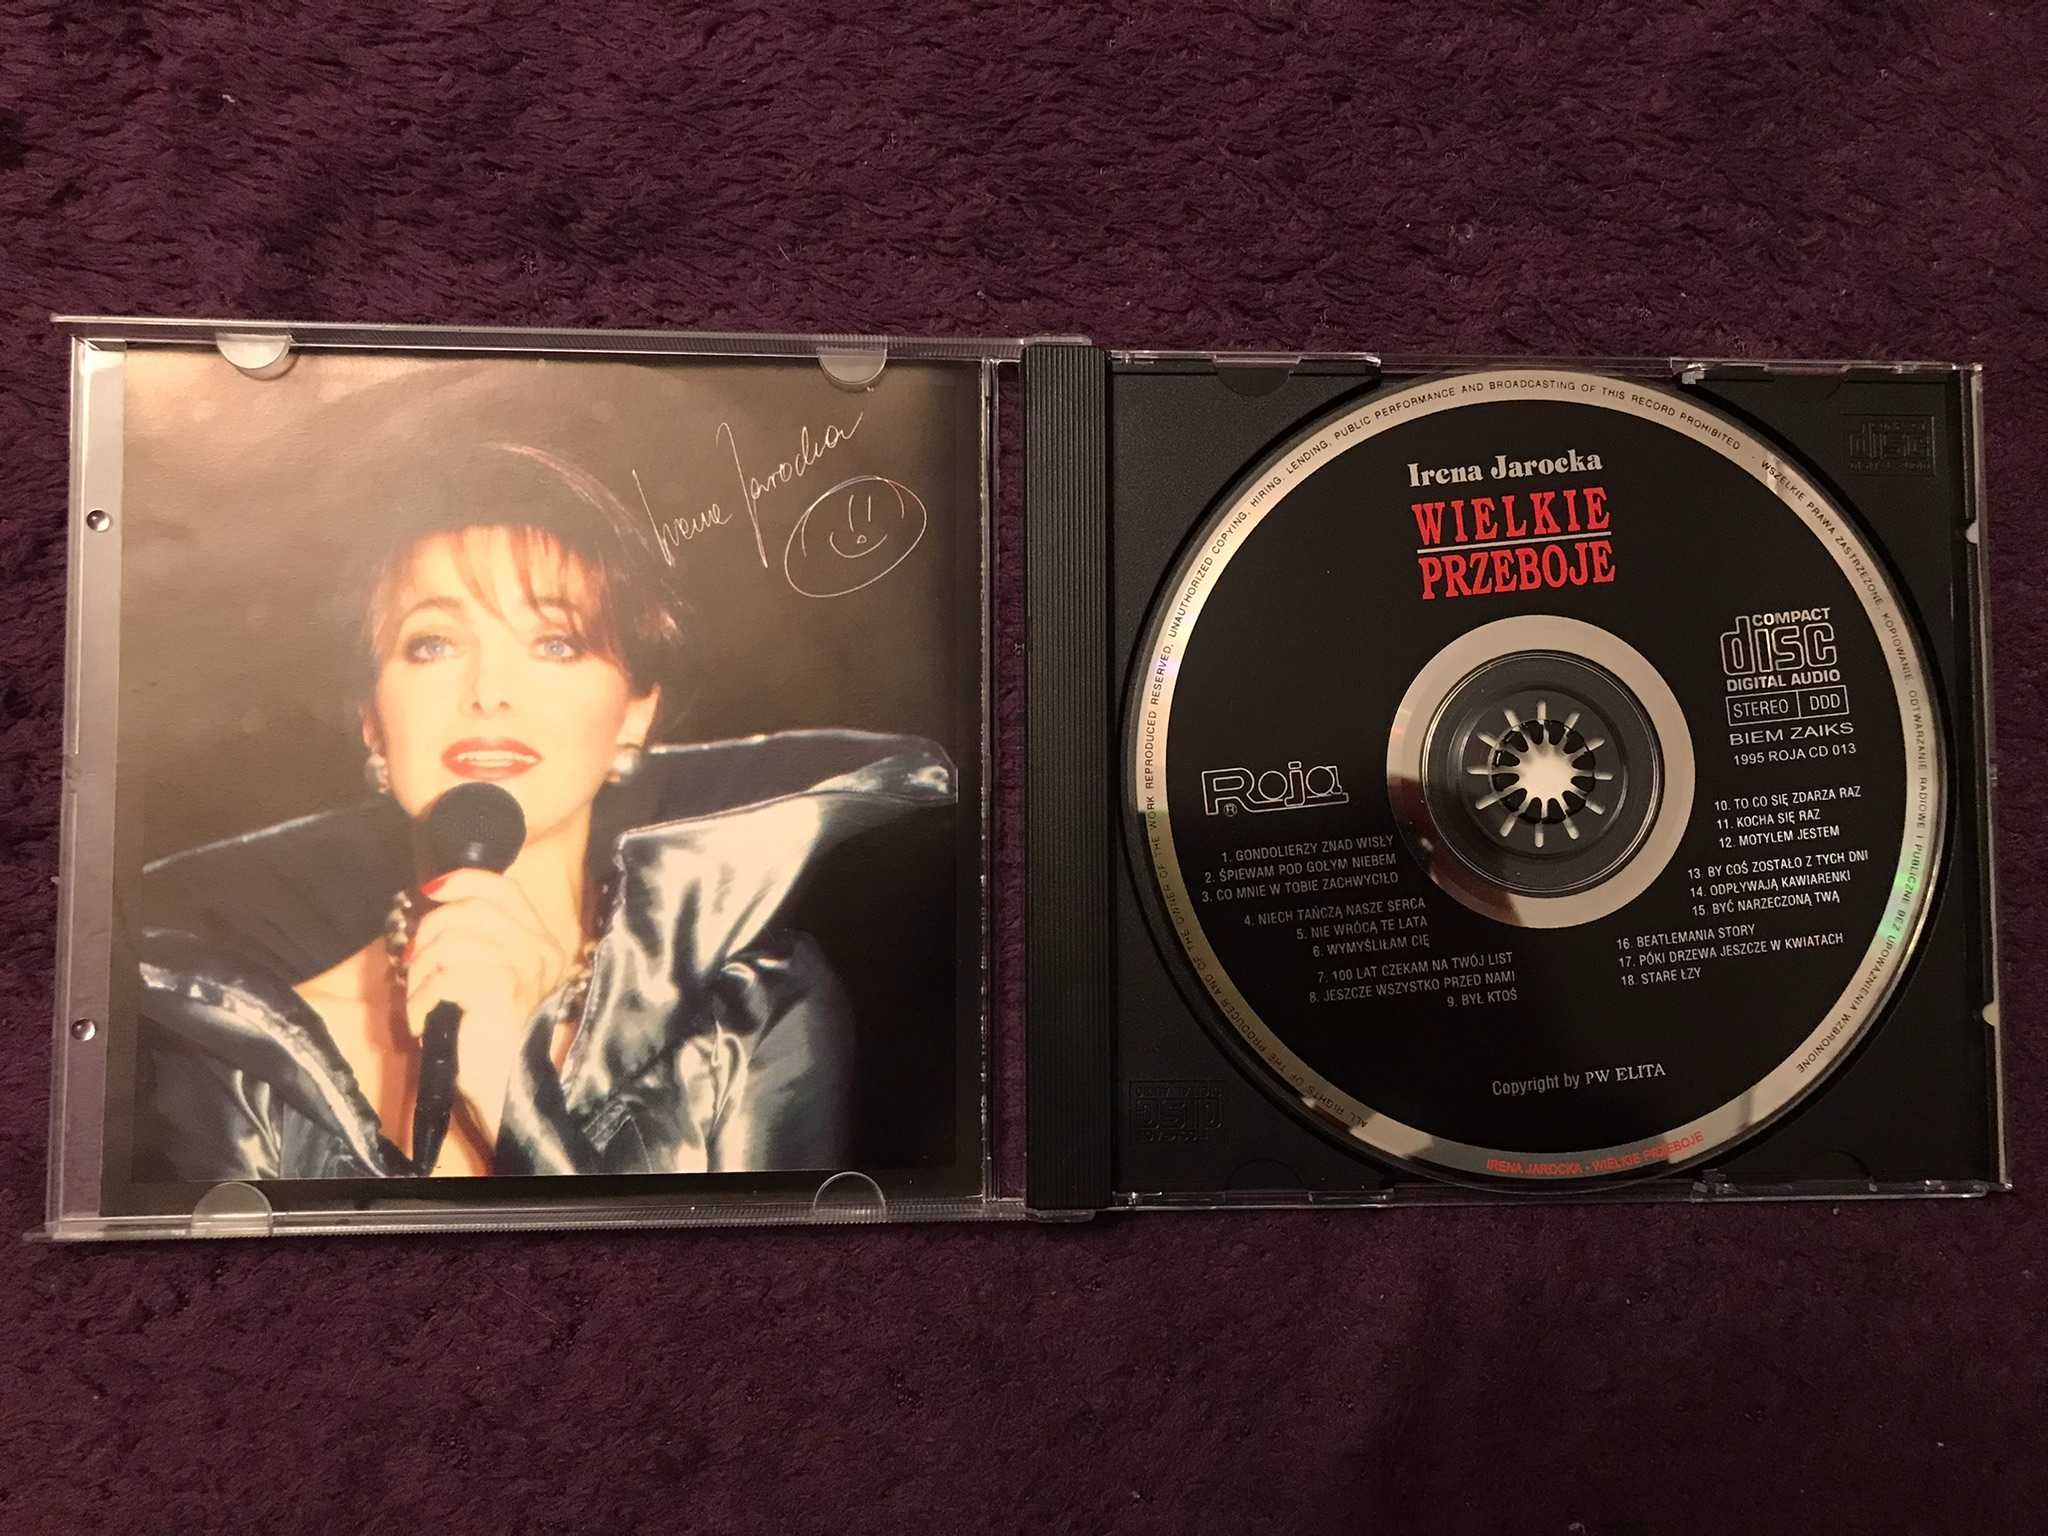 Irena Jarocka
Irena Jarocka
WIELKIE
PRZEBOJE
COMPACT
disc
DIGITAL AUDIO
STEREO DDD
BIEM ZAIKS
1995 ROJA CD 013
Roja
®
1. GONDOLIERZY ZNAD WISŁY
2. ŚPIEWAM POD GOŁYM NIEBEM
3. CO MNIE W TOBIE ZACHWYCIŁO
4. NIECH TAŃCZĄ NASZE SERCA
5. NIE WRÓCĄ TE LATA
6. WYMYŚLIŁAM CIĘ
7. 100 LAT CZEKAM NA TWÓJ LIST
8. JESZCZE WSZYSTKO PRZED NAMI
9. BYŁ KTOŚ
10. TO CO SIĘ ZDARZA RAZ
11. KOCHA SIĘ RAZ
12. MOTYLEM JESTEM
13. BY COŚ ZOSTAŁO Z TYCH DNI
14. ODPŁYWAJĄ KAWIARENKI
15. BYĆ NARZECZONĄ TWĄ
16. BEATLEMANIA STORY
17. PÓKI DRZEWA JESZCZE W KWIATACH
18. STARE ŁZY
Copyright by PW ELITA
ALL RIGHTS OF THE PRODUCER AND OF THE OWNER OF THE WORK REPRODUCED RESERVED. UNAUTHORIZED COPYING, HIRING, LENDING, PUBLIC PERFORMANCE AND BROADCASTING OF THIS RECORD PROHIBITED - WSZELKIE PRAWA ZASTRZEŻONE. KOPIOWANIE, ODTWARZANIE RADIOWE I PUBLICZNE BEZ UPOWAŻNIENIA WZBRONIONE
IRENA JAROCKA - WIELKIE PRZEBOJE
disc
DIGITAL AUDIO